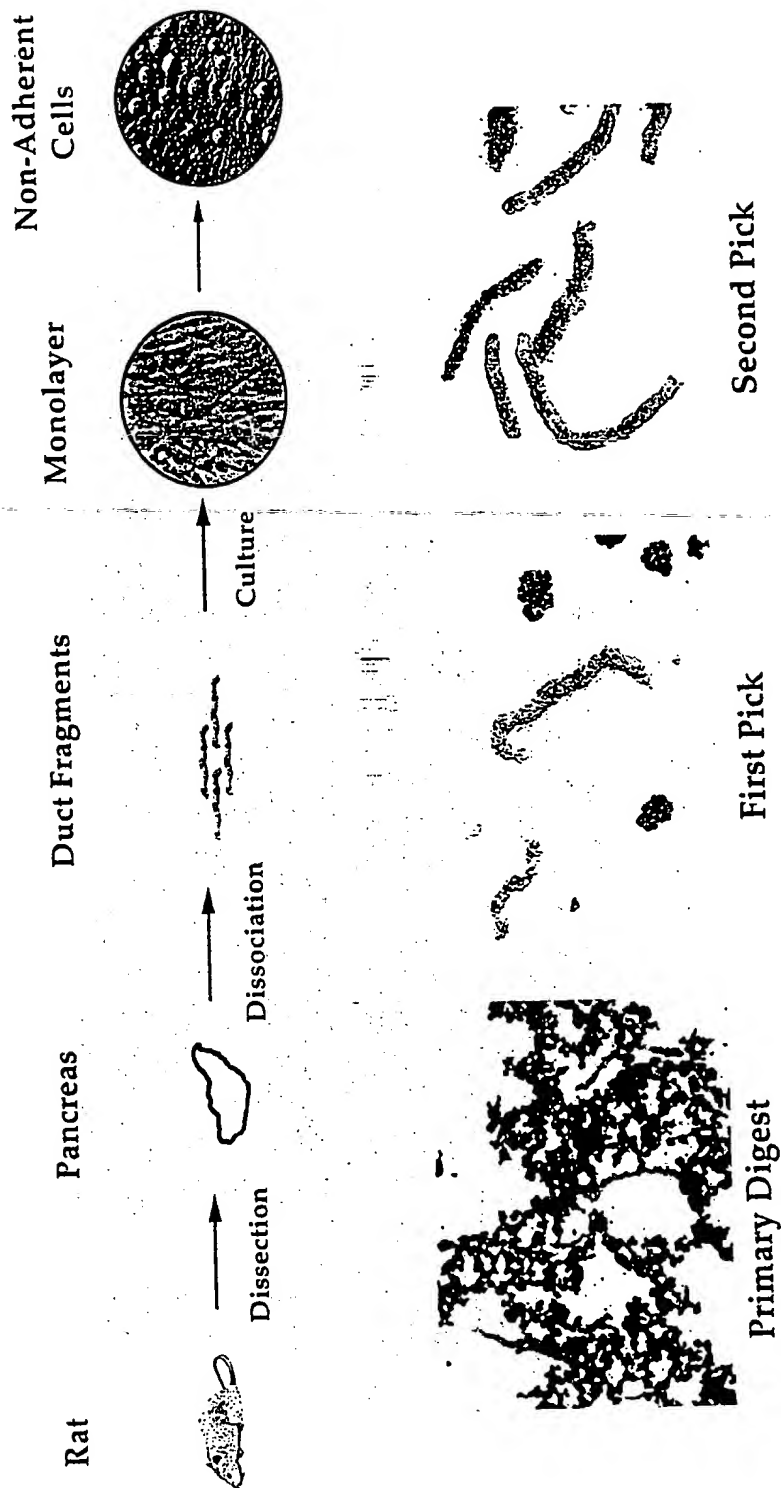 Rat
Pancreas
Duct Fragments
Monolayer
Non-Adherent
Cells
Dissection
Dissociation
Culture
Primary Digest
First Pick
Second Pick